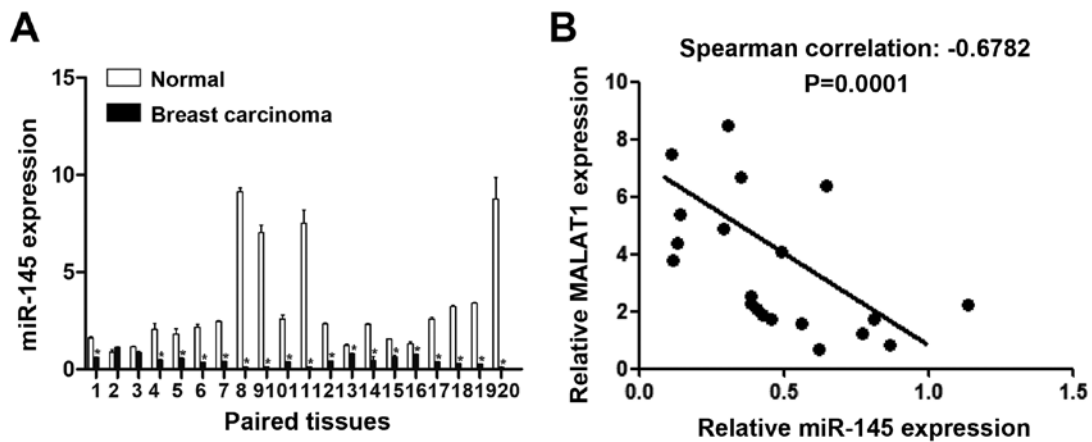 A
Normal
Breast carcinoma
miR-145 expression
15
10
5
0
* * * * * * * * * * * * * * * * * *
1 2 3 4 5 6 7 8 9 10 11 12 13 14 15 16 17 18 19 20
Paired tissues
B
Spearman correlation: -0.6782
P=0.0001
Relative MALAT1 expression
10
8
6
4
2
0
0.0 0.5 1.0 1.5
Relative miR-145 expression